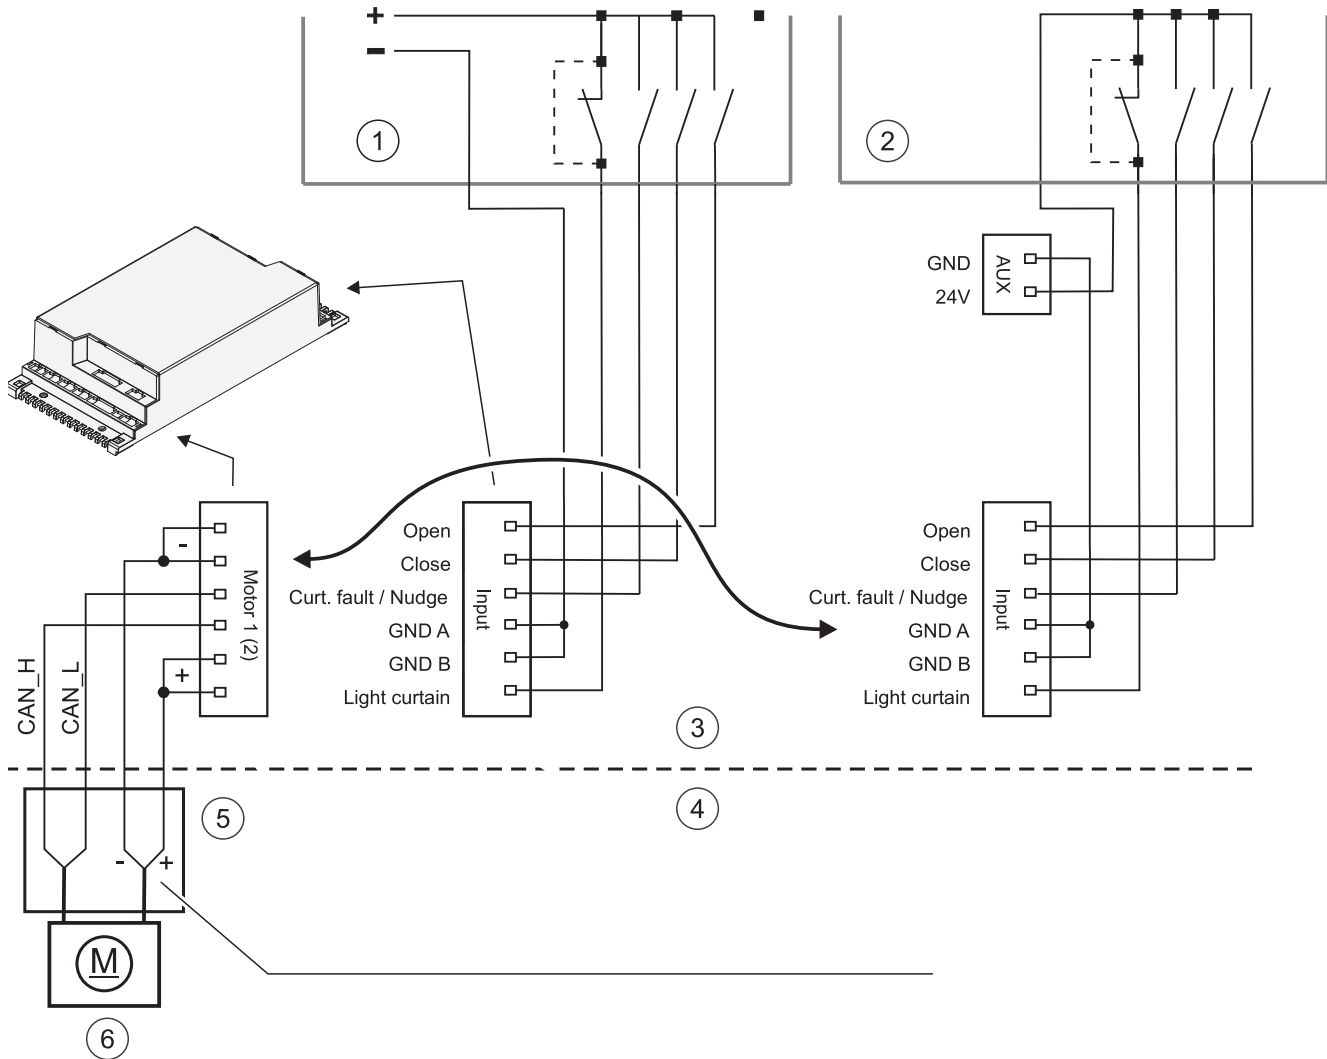 +
-
1
2
GND
24V
AUX
-
+
Motor 1 (2)
CAN_H
CAN_L
Open
Close
Curt. fault / Nudge
GND A
GND B
Light curtain
Input
Open
Close
Curt. fault / Nudge
GND A
GND B
Light curtain
Input
3
4
5
- +
M
6